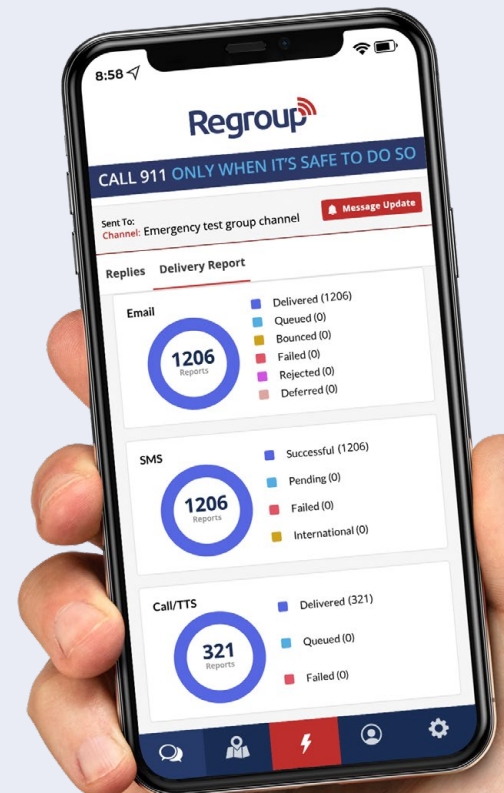 8:58
Regroup
CALL 911 ONLY WHEN IT'S SAFE TO DO SO
Sent To:
Channel: Emergency test group channel
Message Update
Replies Delivery Report
Email
1206
Reports
Delivered (1206)
Queued (0)
Bounced (0)
Failed (0)
Rejected (0)
Deferred (0)
SMS
1206
Reports
Successful (1206)
Pending (0)
Failed (0)
International (0)
Call/TTS
321
Reports
Delivered (321)
Queued (0)
Failed (0)